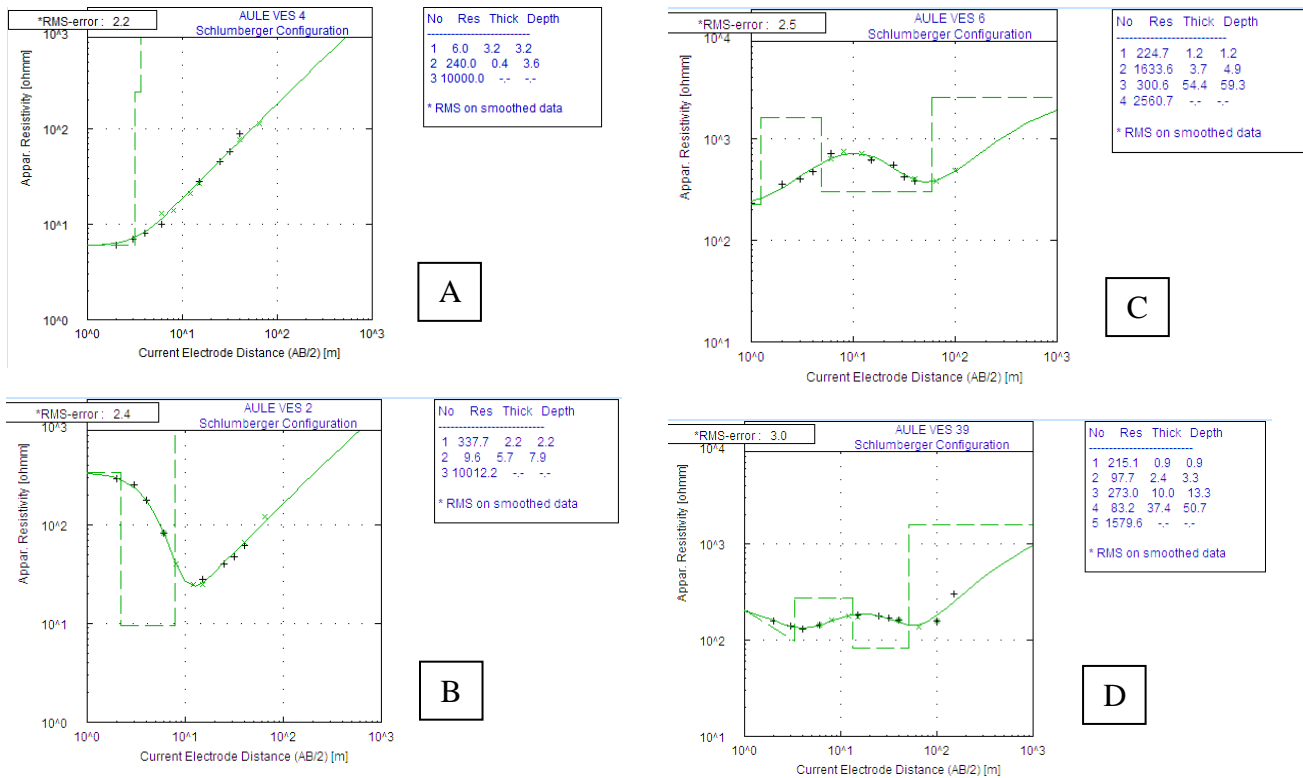 *RMS-error : 2.2
AULE VES 4
Schlumberger Configuration
10^3
10^2
10^1
10^0
Appar. Resistivity [ohmm]
10^0 10^1 10^2 10^3
Current Electrode Distance (AB/2) [m]
No Res Thick Depth
------------------------
1 6.0 3.2 3.2
2 240.0 0.4 3.6
3 10000.0 -.- -.-
* RMS on smoothed data
A
*RMS-error : 2.4
AULE VES 2
Schlumberger Configuration
10^3
10^2
10^1
10^0
Appar. Resistivity [ohmm]
10^0 10^1 10^2 10^3
Current Electrode Distance (AB/2) [m]
No Res Thick Depth
------------------------
1 337.7 2.2 2.2
2 9.6 5.7 7.9
3 10012.2 -.- -.-
* RMS on smoothed data
B
*RMS-error : 2.5
AULE VES 6
Schlumberger Configuration
10^4
10^3
10^2
10^1
Appar. Resistivity [ohmm]
10^0 10^1 10^2 10^3
Current Electrode Distance (AB/2) [m]
No Res Thick Depth
------------------------
1 224.7 1.2 1.2
2 1633.6 3.7 4.9
3 300.6 54.4 59.3
4 2560.7 -.- -.-
* RMS on smoothed data
C
*RMS-error : 3.0
AULE VES 39
Schlumberger Configuration
10^4
10^3
10^2
10^1
Appar. Resistivity [ohmm]
10^0 10^1 10^2 10^3
Current Electrode Distance (AB/2) [m]
No Res Thick Depth
------------------------
1 215.1 0.9 0.9
2 97.7 2.4 3.3
3 273.0 10.0 13.3
4 83.2 37.4 50.7
5 1579.6 -.- -.-
* RMS on smoothed data
D